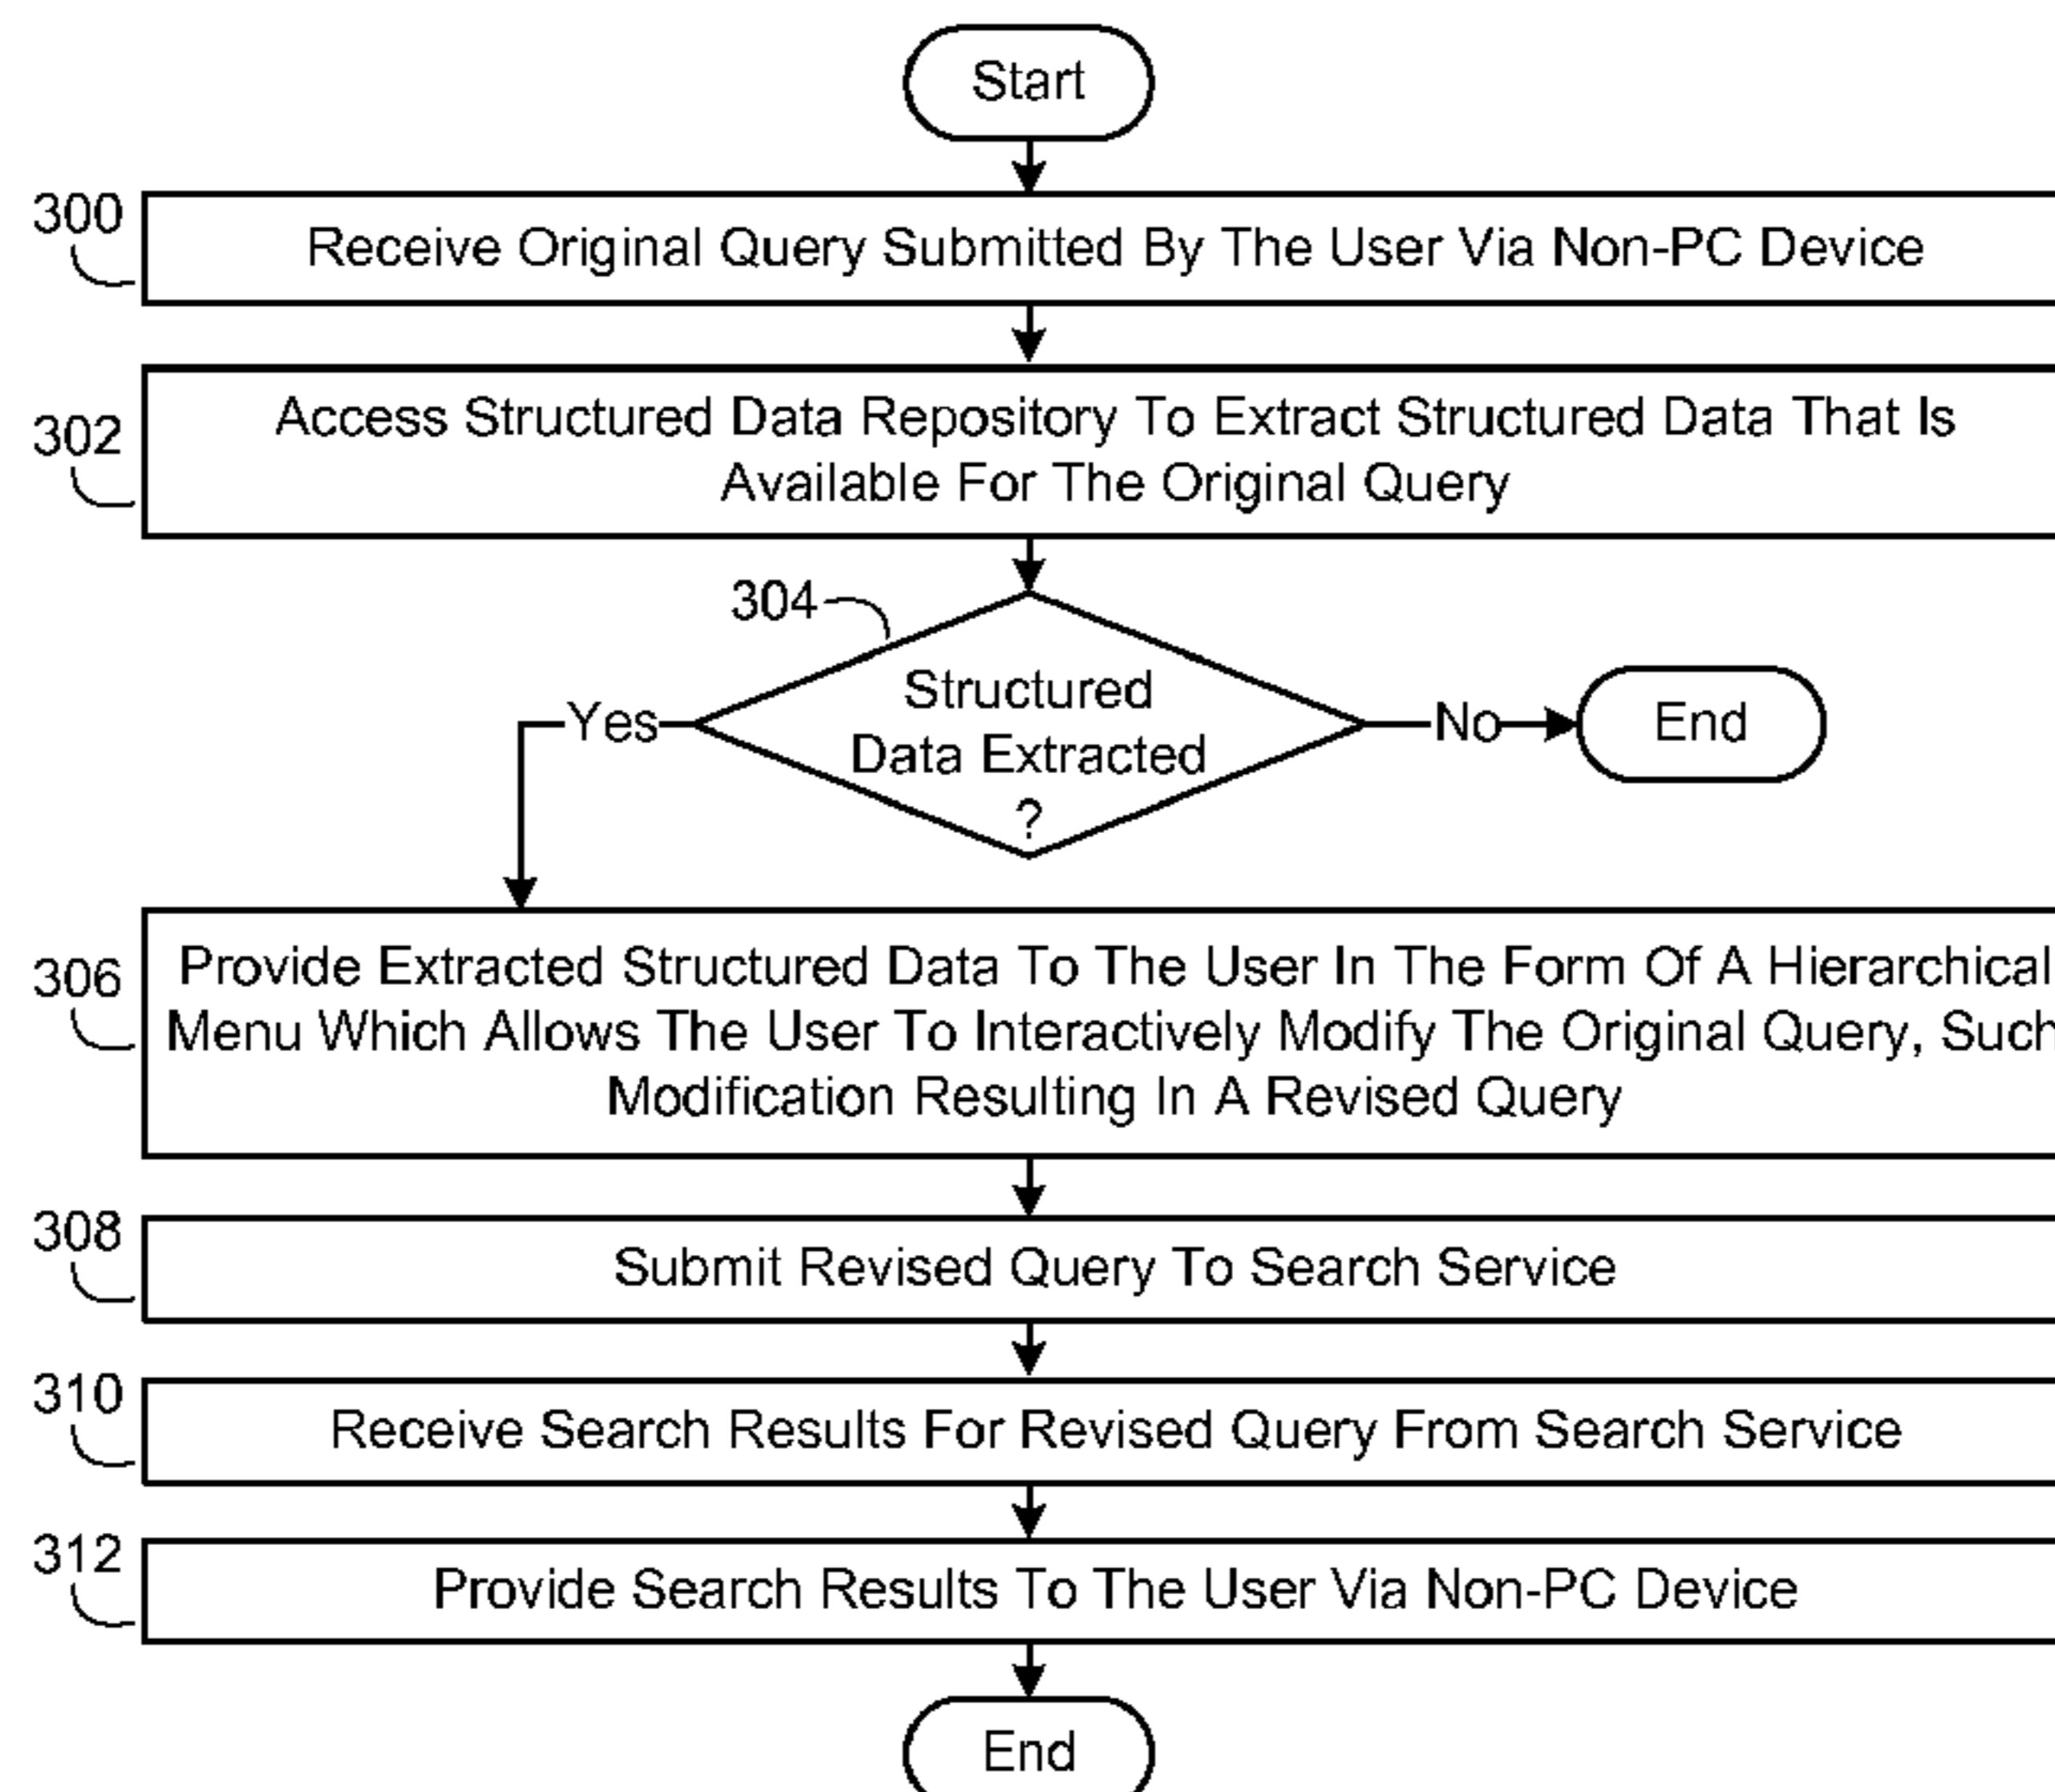 Start
300
Receive Original Query Submitted By The User Via Non-PC Device
302
Access Structured Data Repository To Extract Structured Data That Is
Available For The Original Query
304
Structured
Data Extracted
?
Yes
No
End
306
Provide Extracted Structured Data To The User In The Form Of A Hierarchical
Menu Which Allows The User To Interactively Modify The Original Query, Such
Modification Resulting In A Revised Query
308
Submit Revised Query To Search Service
310
Receive Search Results For Revised Query From Search Service
312
Provide Search Results To The User Via Non-PC Device
End